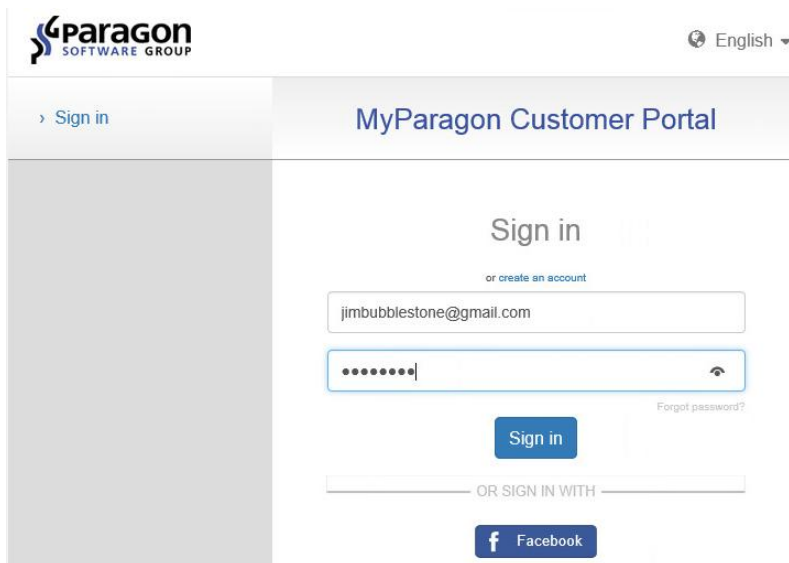 Paragon
SOFTWARE GROUP
English
› Sign in
MyParagon Customer Portal
Sign in
or create an account
jimbubblestone@gmail.com
••••••••
Forgot password?
Sign in
OR SIGN IN WITH
f Facebook